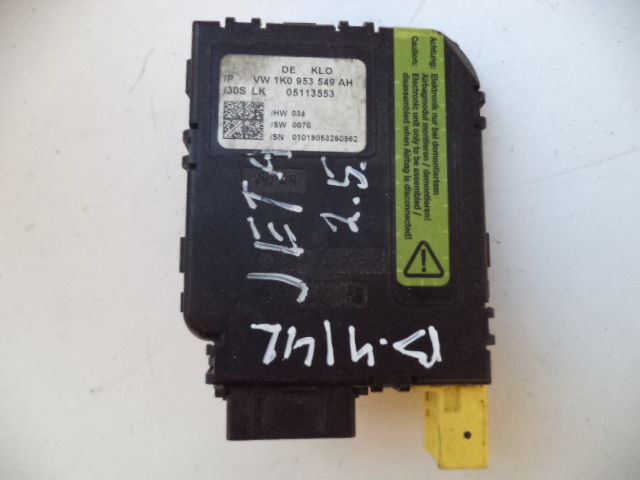 DE KLO
/P VW 1K0 953 549 AH
/30S LK 05113553
/HW 034
/SW 0070
/SN 01019053260962
Achtung: Elektronik nur bei demontiertem
Airbagmodul montieren / demontieren!
Caution: Electronic unit only to be assembled /
disassembled when Airbag is disconnected!
JETA
2.5.